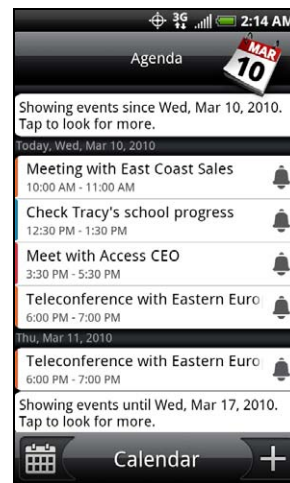 3G 2:14 AM
Agenda
MAR
10
Showing events since Wed, Mar 10, 2010.
Tap to look for more.
Today, Wed, Mar 10, 2010
Meeting with East Coast Sales
10:00 AM - 11:00 AM
Check Tracy's school progress
12:30 PM - 1:30 PM
Meet with Access CEO
3:30 PM - 5:30 PM
Teleconference with Eastern Euro
6:00 PM - 7:00 PM
Thu, Mar 11, 2010
Teleconference with Eastern Euro
6:00 PM - 7:00 PM
Showing events until Wed, Mar 17, 2010.
Tap to look for more.
Calendar